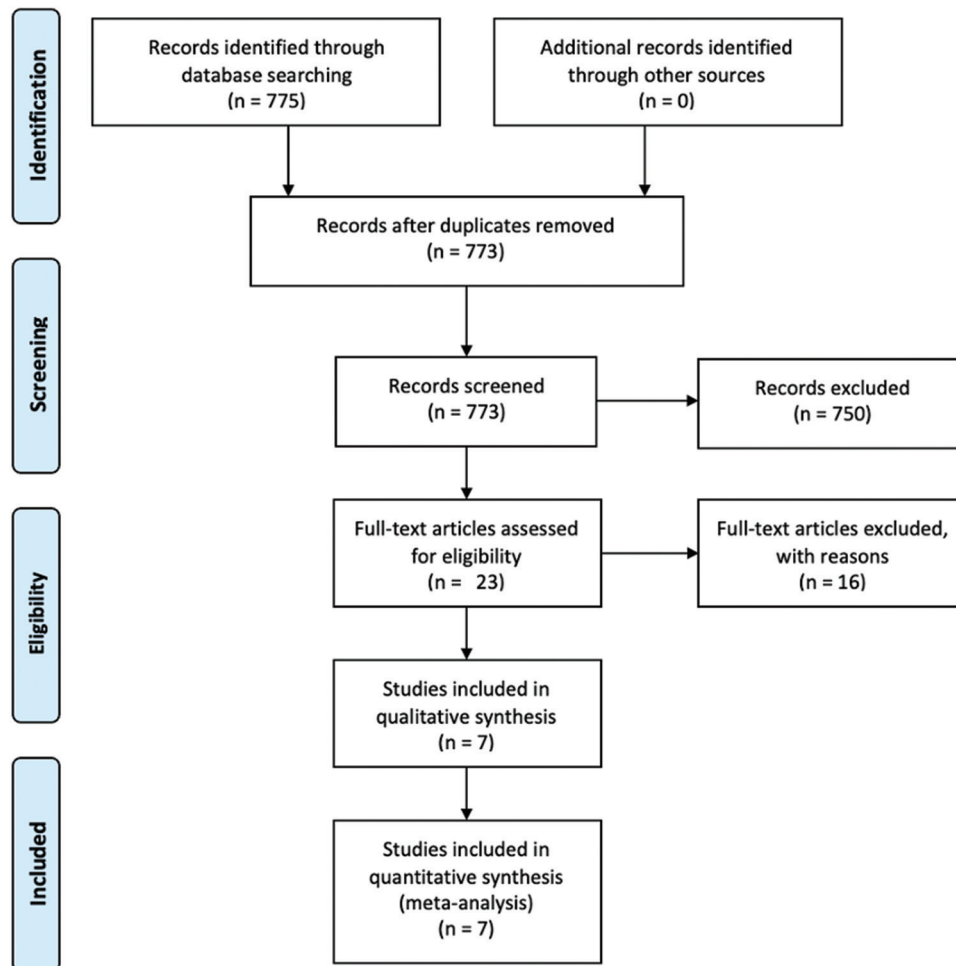 Identification
Records identified through
database searching
(n = 775)
Additional records identified
through other sources
(n = 0)
Records after duplicates removed
(n = 773)
Screening
Records screened
(n = 773)
Records excluded
(n = 750)
Eligibility
Full-text articles assessed
for eligibility
(n = 23)
Full-text articles excluded,
with reasons
(n = 16)
Studies included in
qualitative synthesis
(n = 7)
Included
Studies included in
quantitative synthesis
(meta-analysis)
(n = 7)